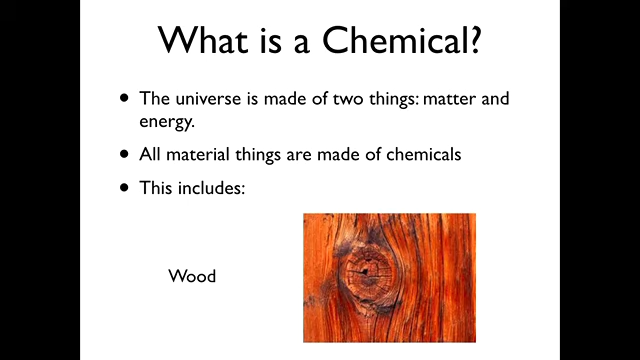 What is a Chemical?
• The universe is made of two things: matter and
energy.
• All material things are made of chemicals
• This includes:
Wood